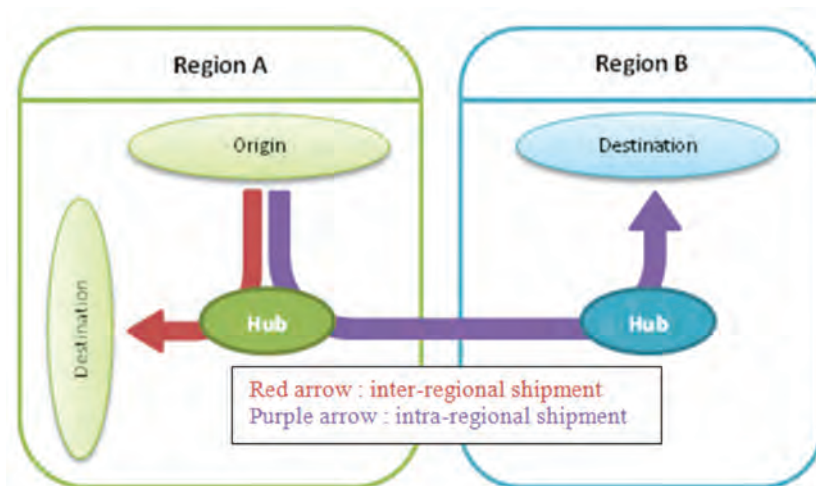 Region A
Region B
Origin
Destination
Destination
Hub
Hub
Red arrow : inter-regional shipment
Purple arrow : intra-regional shipment